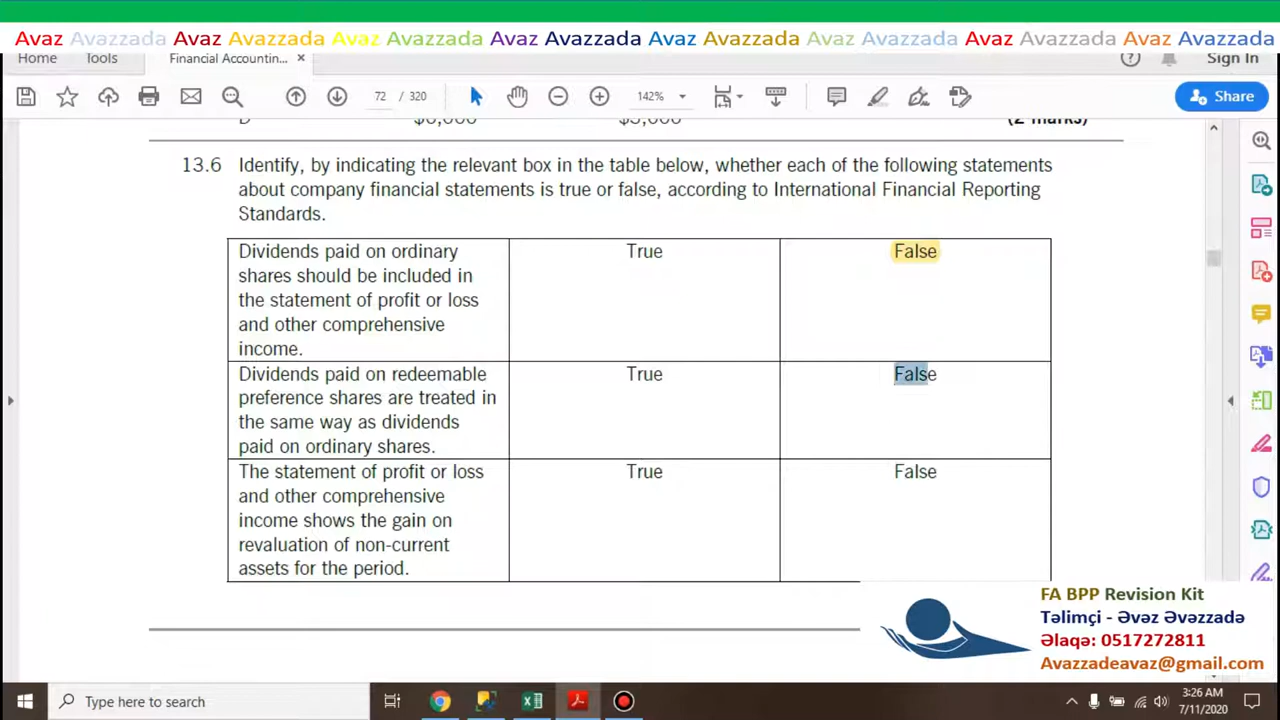 Avaz Avazzada Avaz Avazzada Avaz Avazzada Avaz Avazzada Avaz Avazzada Avaz Avazzada Avaz Avazzada Avaz Avazzada
Home Tools Financial Accountin... × Sign In
72 / 320 142% Share
D $6,000 $5,000 (2 marks)
13.6 Identify, by indicating the relevant box in the table below, whether each of the following statements
about company financial statements is true or false, according to International Financial Reporting
Standards.
Dividends paid on ordinary True False
shares should be included in
the statement of profit or loss
and other comprehensive
income.
Dividends paid on redeemable True False
preference shares are treated in
the same way as dividends
paid on ordinary shares.
The statement of profit or loss True False
and other comprehensive
income shows the gain on
revaluation of non-current
assets for the period.
FA BPP Revision Kit
Təlimçi - Əvəz Əvəzzadə
Əlaqə: 0517272811
Avazzadeavaz@gmail.com
Type here to search
3:26 AM
7/11/2020